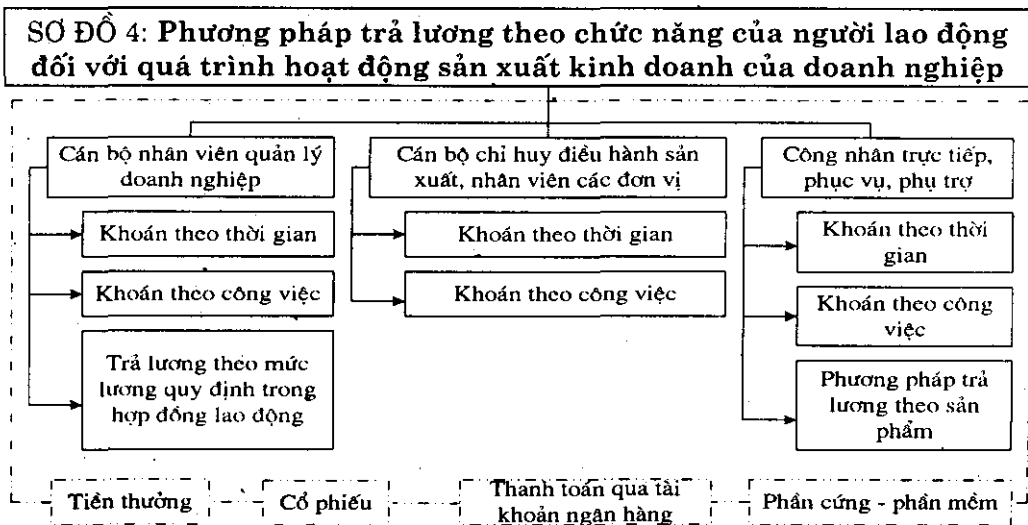 SƠ ĐỒ 4: Phương pháp trả lương theo chức năng của người lao động
đối với quá trình hoạt động sản xuất kinh doanh của doanh nghiệp
Cán bộ nhân viên quản lý
doanh nghiệp
Khoán theo thời gian
Khoán theo công việc
Trả lương theo mức
lương quy định trong
hợp đồng lao động
Cán bộ chỉ huy điều hành sản
xuất, nhân viên các đơn vị
Khoán theo thời gian
Khoán theo công việc
Công nhân trực tiếp,
phục vụ, phụ trợ
Khoán theo thời
gian
Khoán theo công
việc
Phương pháp trả
lương theo sản
phẩm
Tiền thưởng
Cổ phiếu
Thanh toán qua tài
khoản ngân hàng
Phần cứng - phần mềm